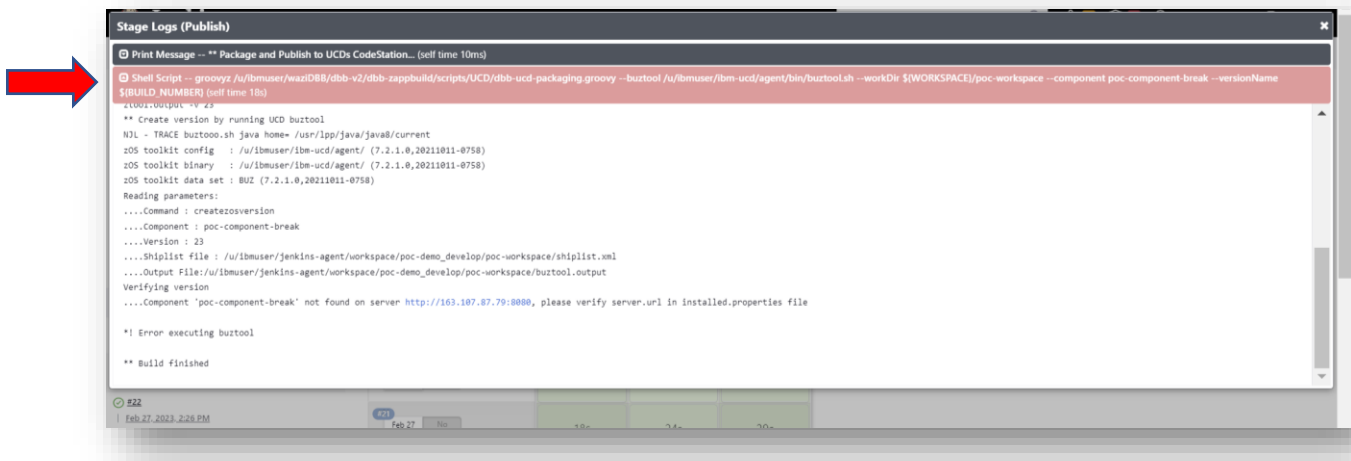 Stage Logs (Publish)
Print Message -- ** Package and Publish to UCDs CodeStation... (self time 10ms)
Shell Script -- groovyz /u/ibmuser/waziDBB/dbb-v2/dbb-zappbuild/scripts/UCD/dbb-ucd-packaging.groovy --buztool /u/ibmuser/ibm-ucd/agent/bin/buztool.sh --workDir ${WORKSPACE}/poc-workspace --component poc-component-break --versionName
${BUILD_NUMBER} (self time 18s)
ztool.output -v 23
** Create version by running UCD buztool
NJL - TRACE buztooo.sh java home= /usr/lpp/java/java8/current
zOS toolkit config : /u/ibmuser/ibm-ucd/agent/ (7.2.1.0,20211011-0758)
zOS toolkit binary : /u/ibmuser/ibm-ucd/agent/ (7.2.1.0,20211011-0758)
zOS toolkit data set : BUZ (7.2.1.0,20211011-0758)
Reading parameters:
....Command : createzosversion
....Component : poc-component-break
....Version : 23
....Shiplist file : /u/ibmuser/jenkins-agent/workspace/poc-demo_develop/poc-workspace/shiplist.xml
....Output File:/u/ibmuser/jenkins-agent/workspace/poc-demo_develop/poc-workspace/buztool.output
Verifying version
....Component 'poc-component-break' not found on server http://163.107.87.79:8080, please verify server.url in installed.properties file
*! Error executing buztool
** Build finished
#22
Feb 27, 2023, 2:26 PM
#21
Feb 27 No